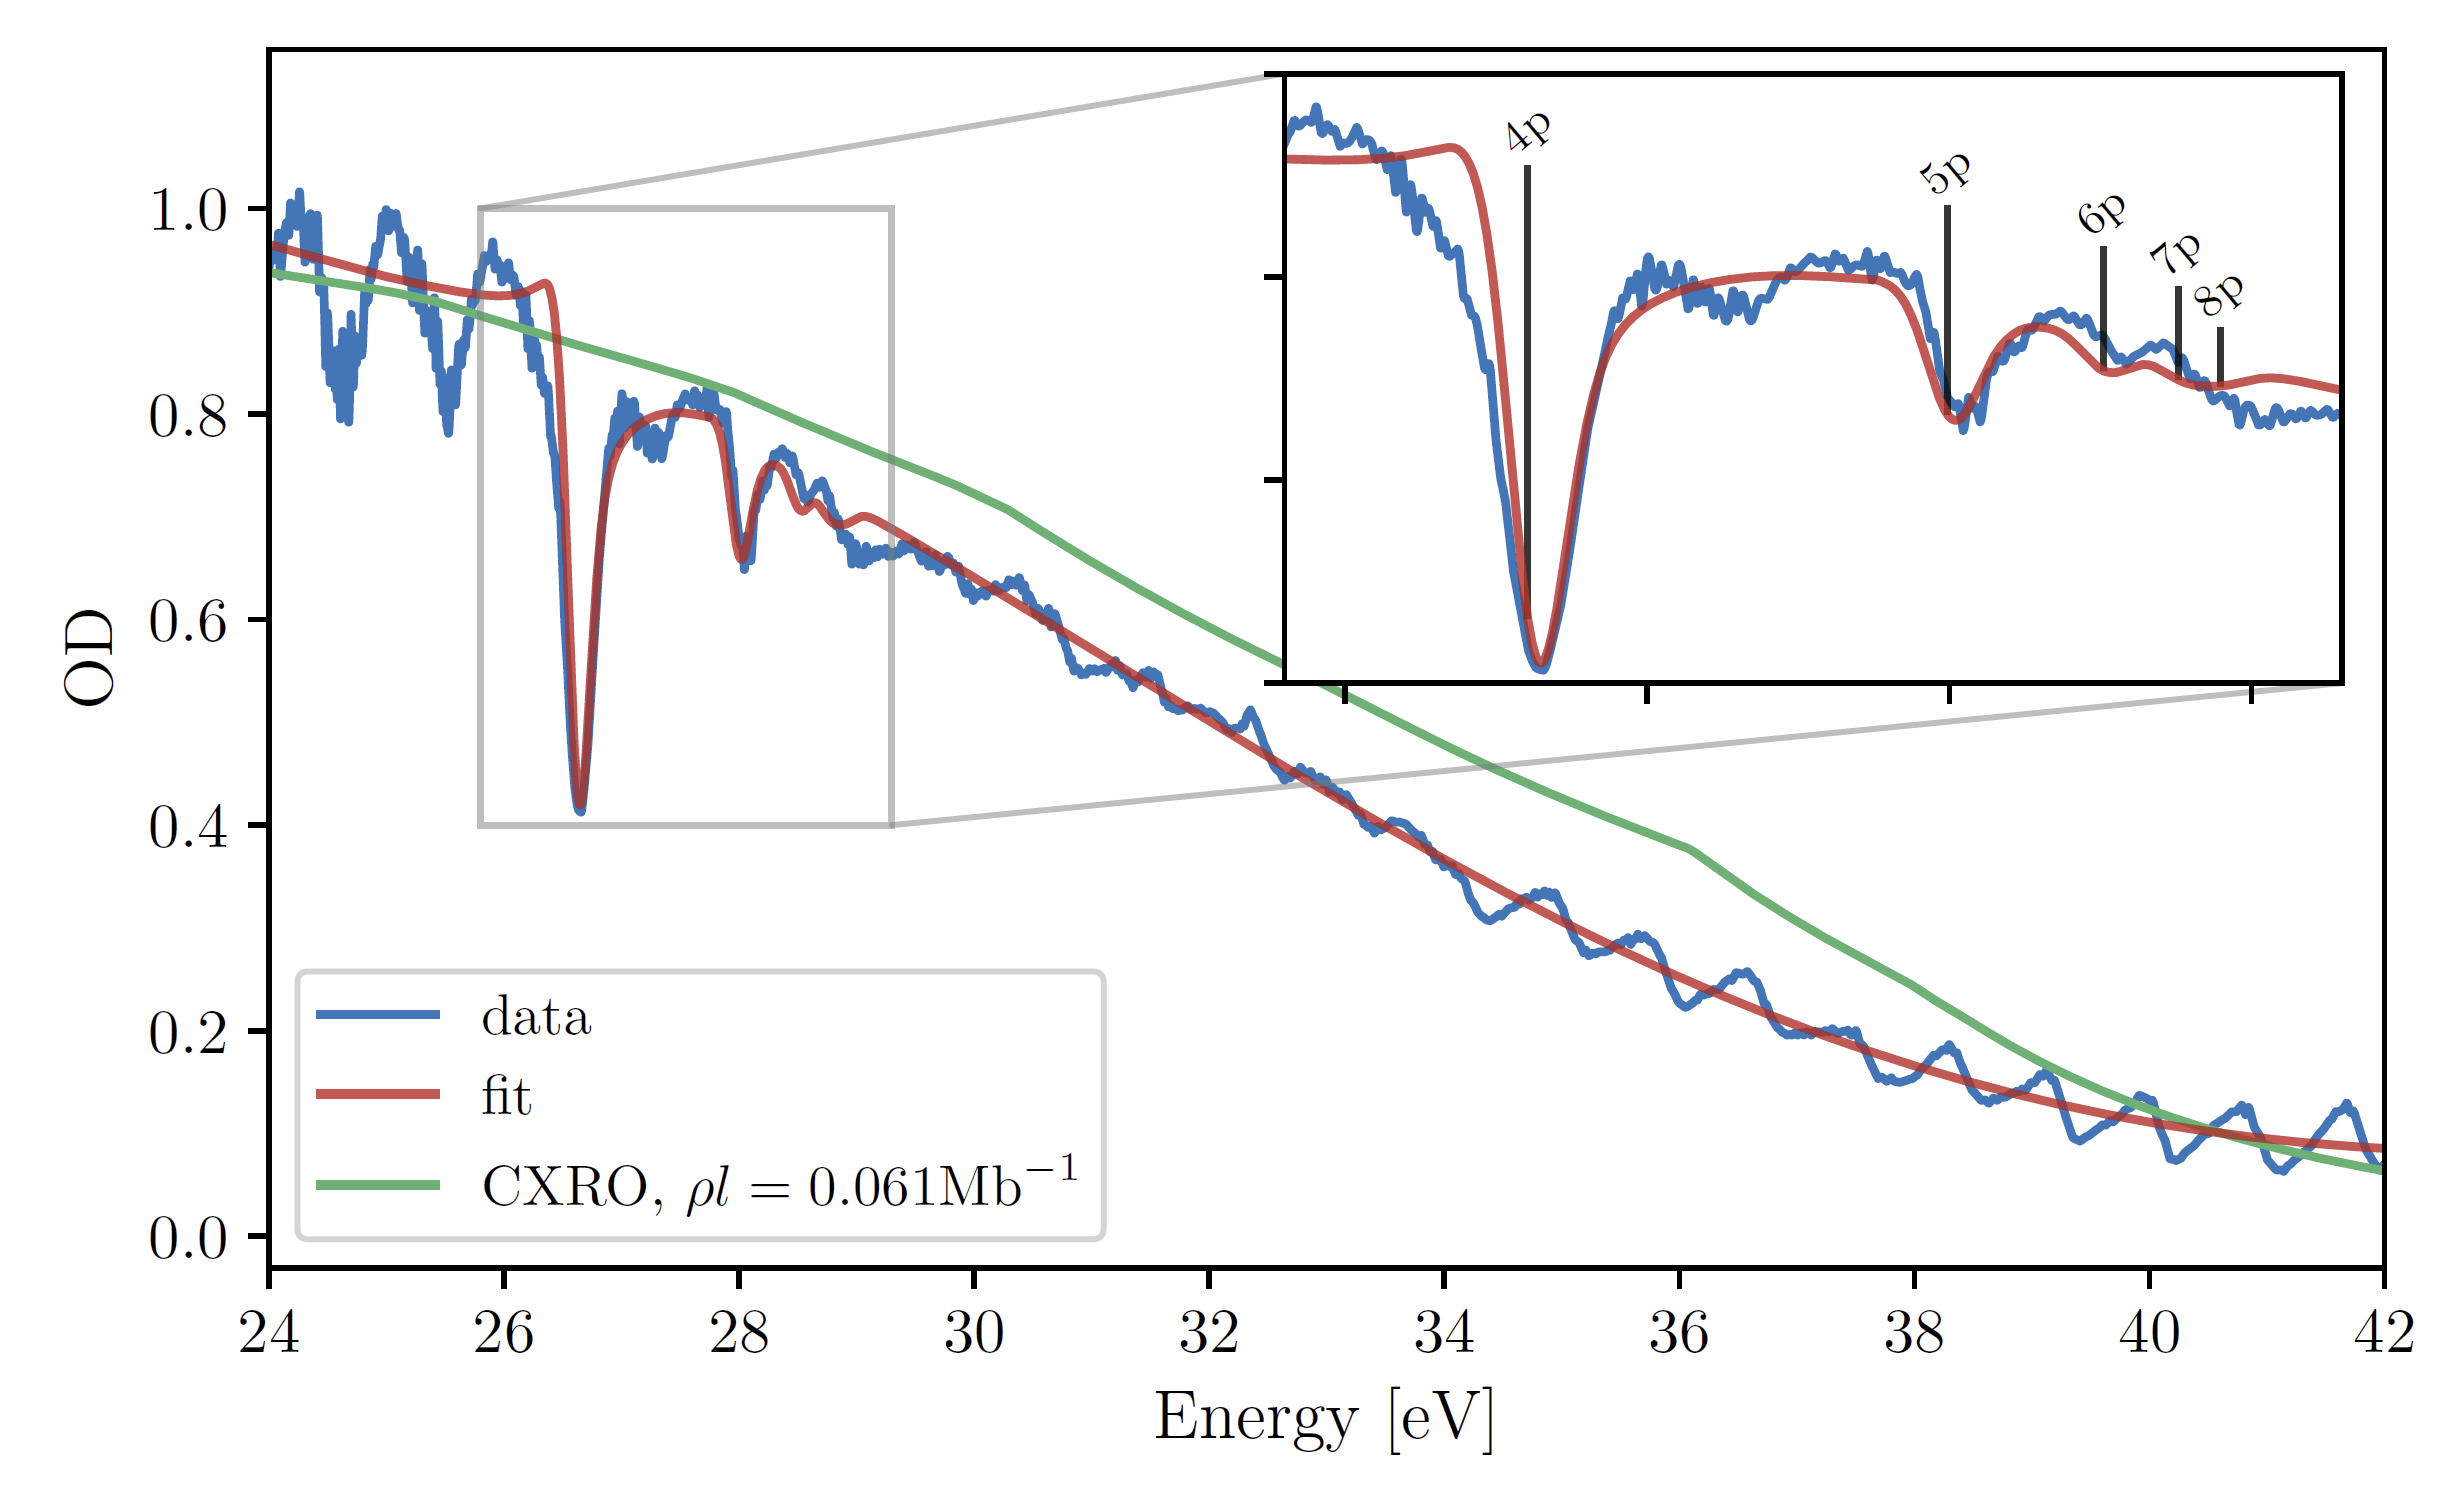 4p
5p
6p
7p
8p
1.0
0.8
0.6
0.4
0.2
0.0
OD
data
fit
CXRO, ρl = 0.061Mb⁻¹
24 26 28 30 32 34 36 38 40 42
Energy [eV]